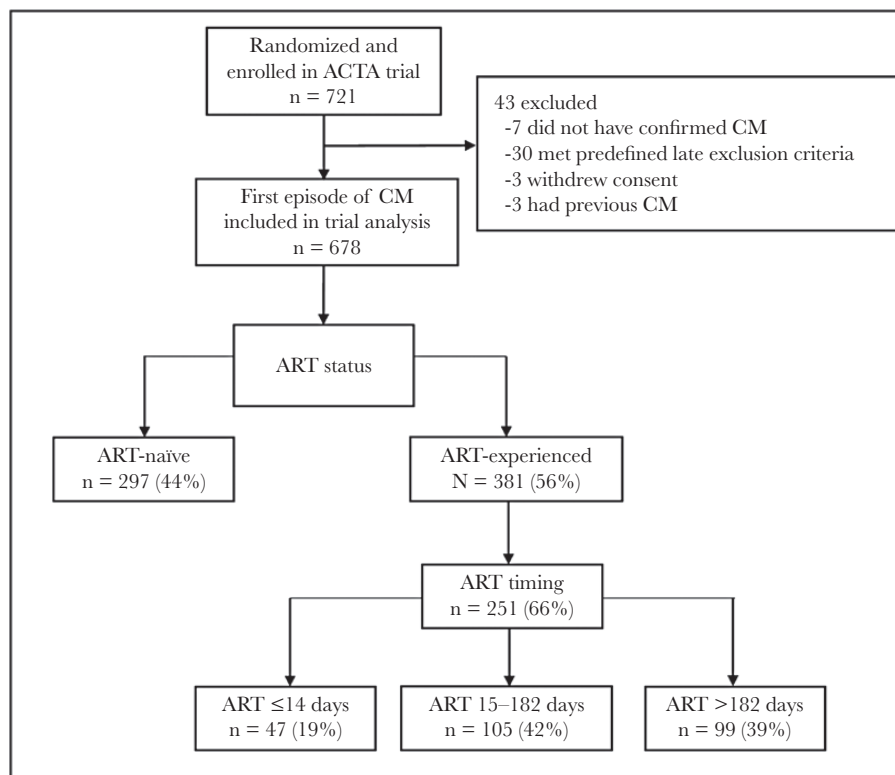 Randomized and
enrolled in ACTA trial
n = 721
43 excluded
-7 did not have confirmed CM
-30 met predefined late exclusion criteria
-3 withdrew consent
-3 had previous CM
First episode of CM
included in trial analysis
n = 678
ART status
ART-naïve
n = 297 (44%)
ART-experienced
N = 381 (56%)
ART timing
n = 251 (66%)
ART ≤14 days
n = 47 (19%)
ART 15–182 days
n = 105 (42%)
ART >182 days
n = 99 (39%)